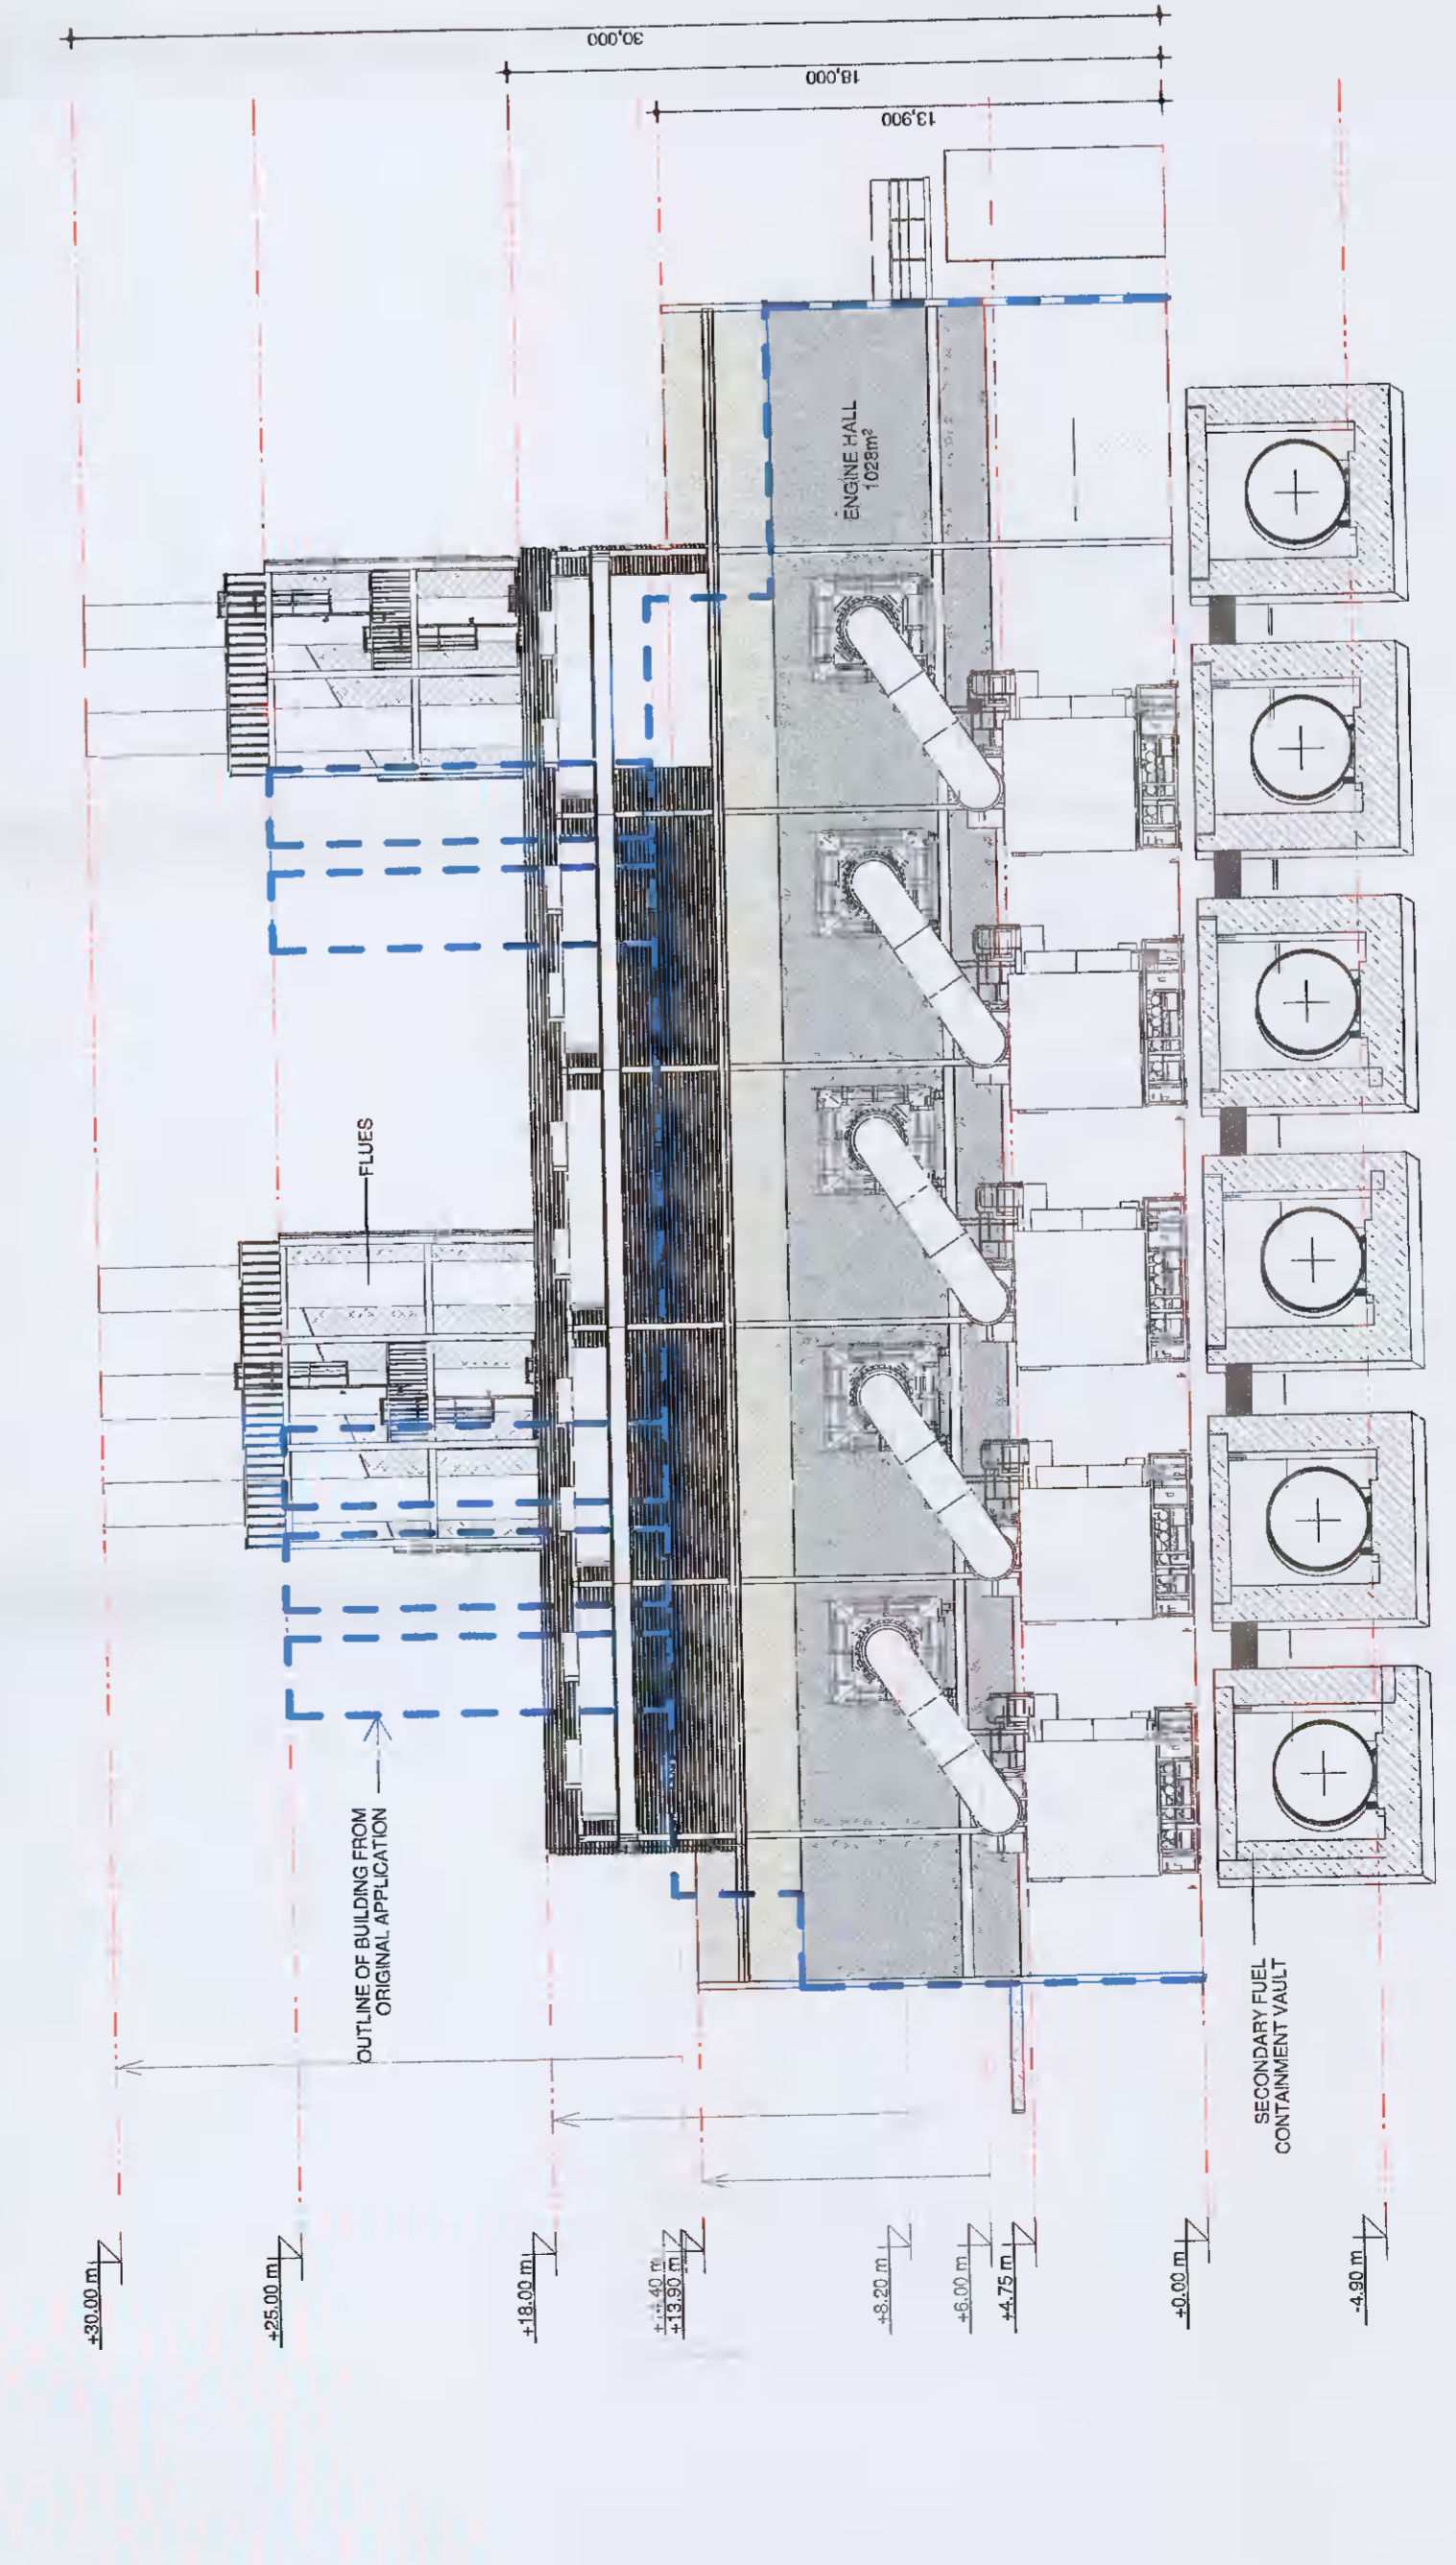 +30.00 m
+25.00 m
+18.00 m
+13.90 m
+8.20 m
+6.00 m
+4.75 m
+0.00 m
-4.90 m
OUTLINE OF BUILDING FROM
ORIGINAL APPLICATION
FLUES
ENGINE HALL
1028m²
SECONDARY FUEL
CONTAINMENT VAULT
30,000
18,000
13,900